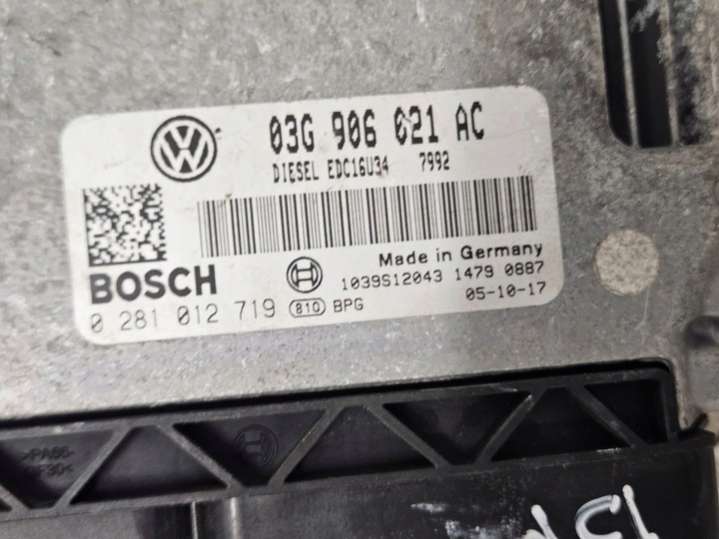 03G 906 021 AC
DIESEL EDC16U34 7992
Made in Germany
BOSCH
1039S12043 1479 0887
0 281 012 719 810 BPG
05-10-17
>PA66-